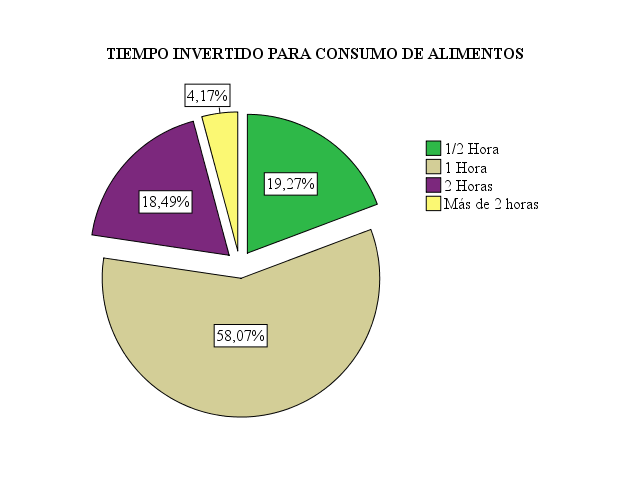 TIEMPO INVERTIDO PARA CONSUMO DE ALIMENTOS
4,17%
19,27%
18,49%
58,07%
1/2 Hora
1 Hora
2 Horas
Más de 2 horas